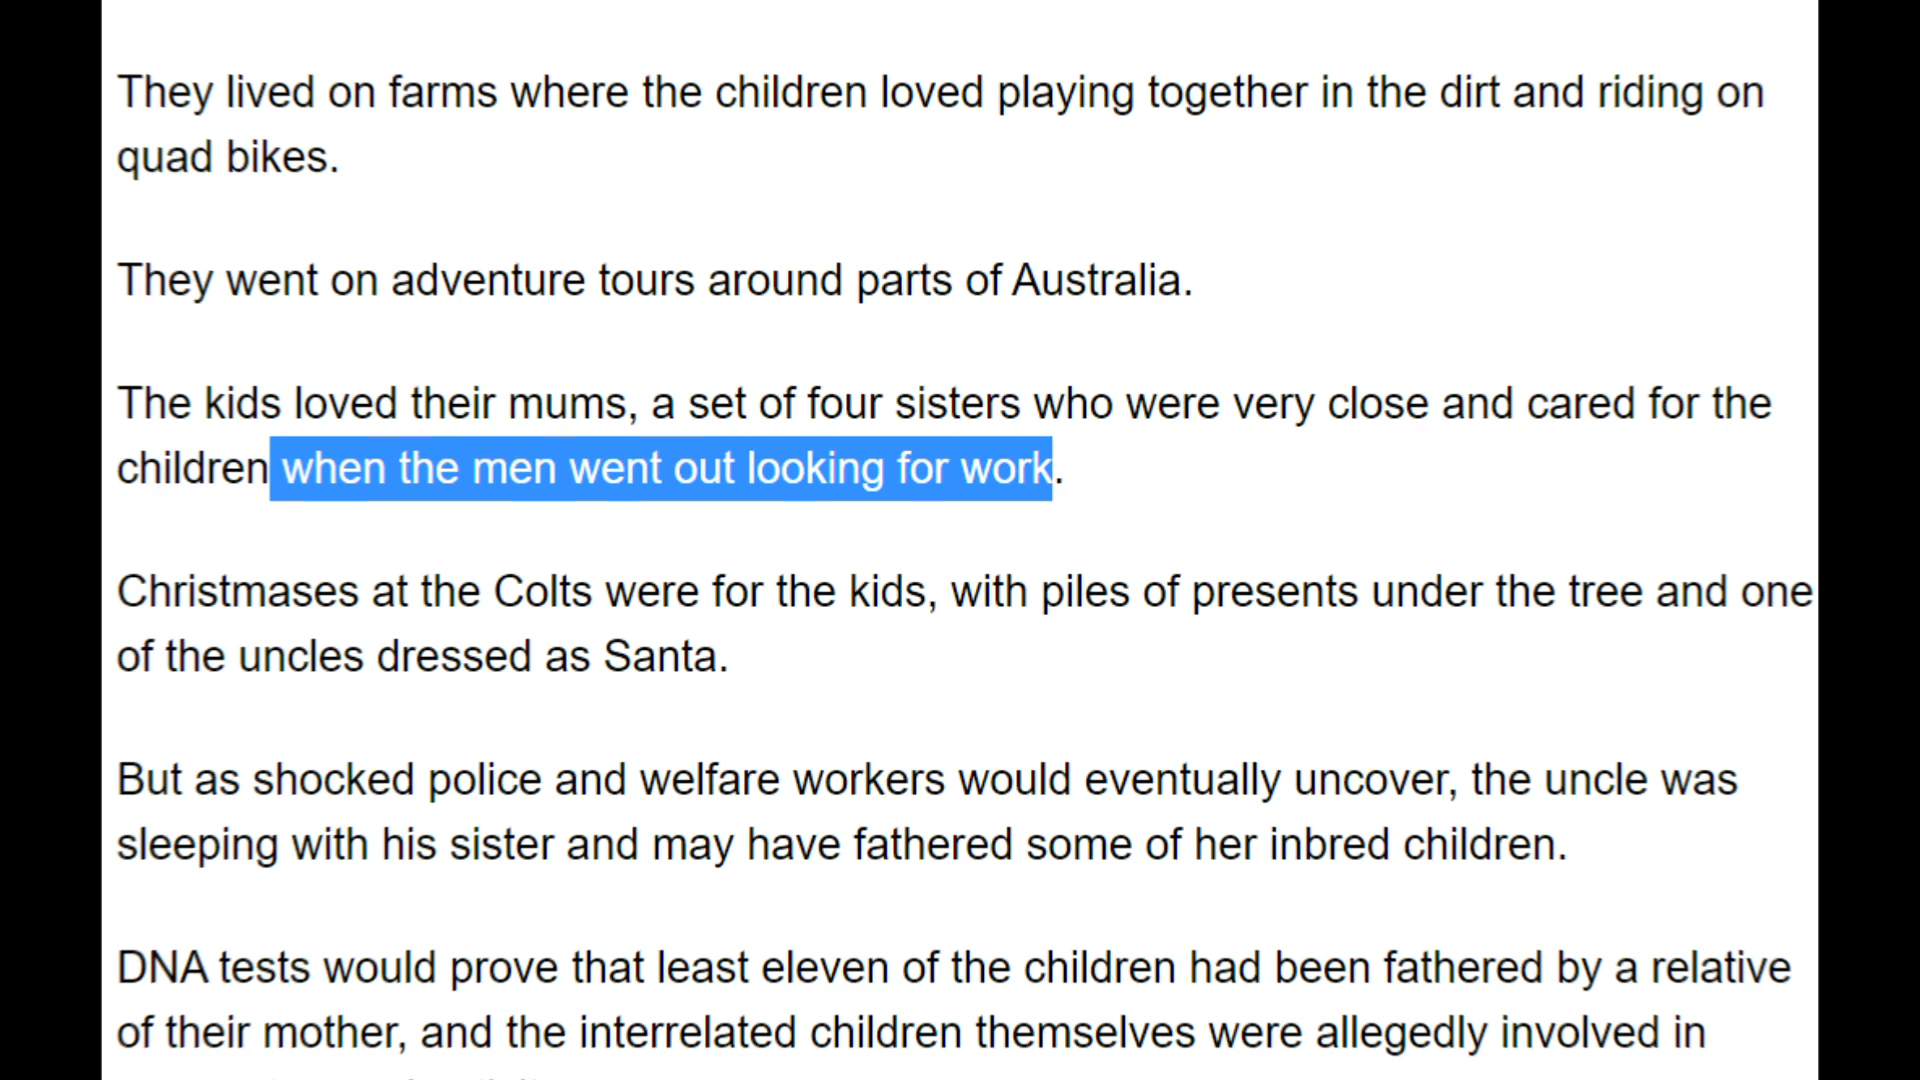 They lived on farms where the children loved playing together in the dirt and riding on
quad bikes.
They went on adventure tours around parts of Australia.
The kids loved their mums, a set of four sisters who were very close and cared for the
children when the men went out looking for work.
Christmases at the Colts were for the kids, with piles of presents under the tree and one
of the uncles dressed as Santa.
But as shocked police and welfare workers would eventually uncover, the uncle was
sleeping with his sister and may have fathered some of her inbred children.
DNA tests would prove that least eleven of the children had been fathered by a relative
of their mother, and the interrelated children themselves were allegedly involved in